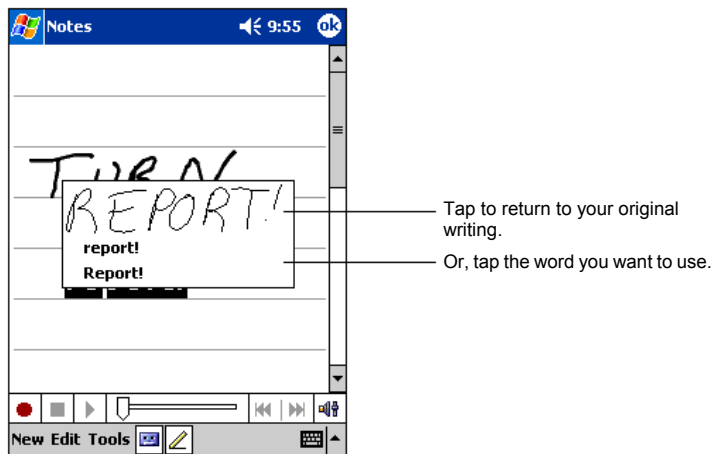 Notes 9:55 ok
TURN
REPORT!
report!
Report!
Tap to return to your original
writing.
Or, tap the word you want to use.
New Edit Tools